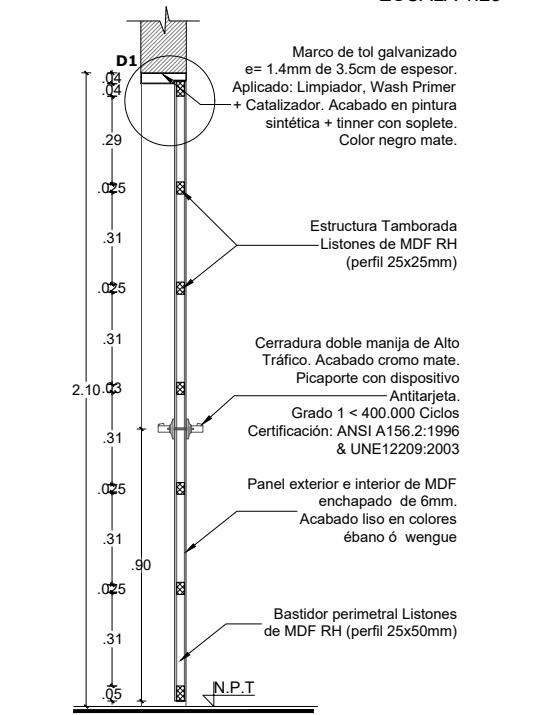 D1
Marco de tol galvanizado
e= 1.4mm de 3.5cm de espesor.
Aplicado: Limpiador, Wash Primer
+ Catalizador. Acabado en pintura
sintética + tinner con soplete.
Color negro mate.
.04
.04
.29
.025
.31
Estructura Tamborada
Listones de MDF RH
(perfil 25x25mm)
.025
.31
Cerradura doble manija de Alto
Tráfico. Acabado cromo mate.
Picaporte con dispositivo
Antitarjeta.
Grado 1 < 400.000 Ciclos
Certificación: ANSI A156.2:1996
& UNE12209:2003
2.10
.03
.31
Panel exterior e interior de MDF
enchapado de 6mm.
Acabado liso en colores
ébano ó wengue
.025
.31
.90
.025
Bastidor perimetral Listones
de MDF RH (perfil 25x50mm)
.31
.05
N.P.T